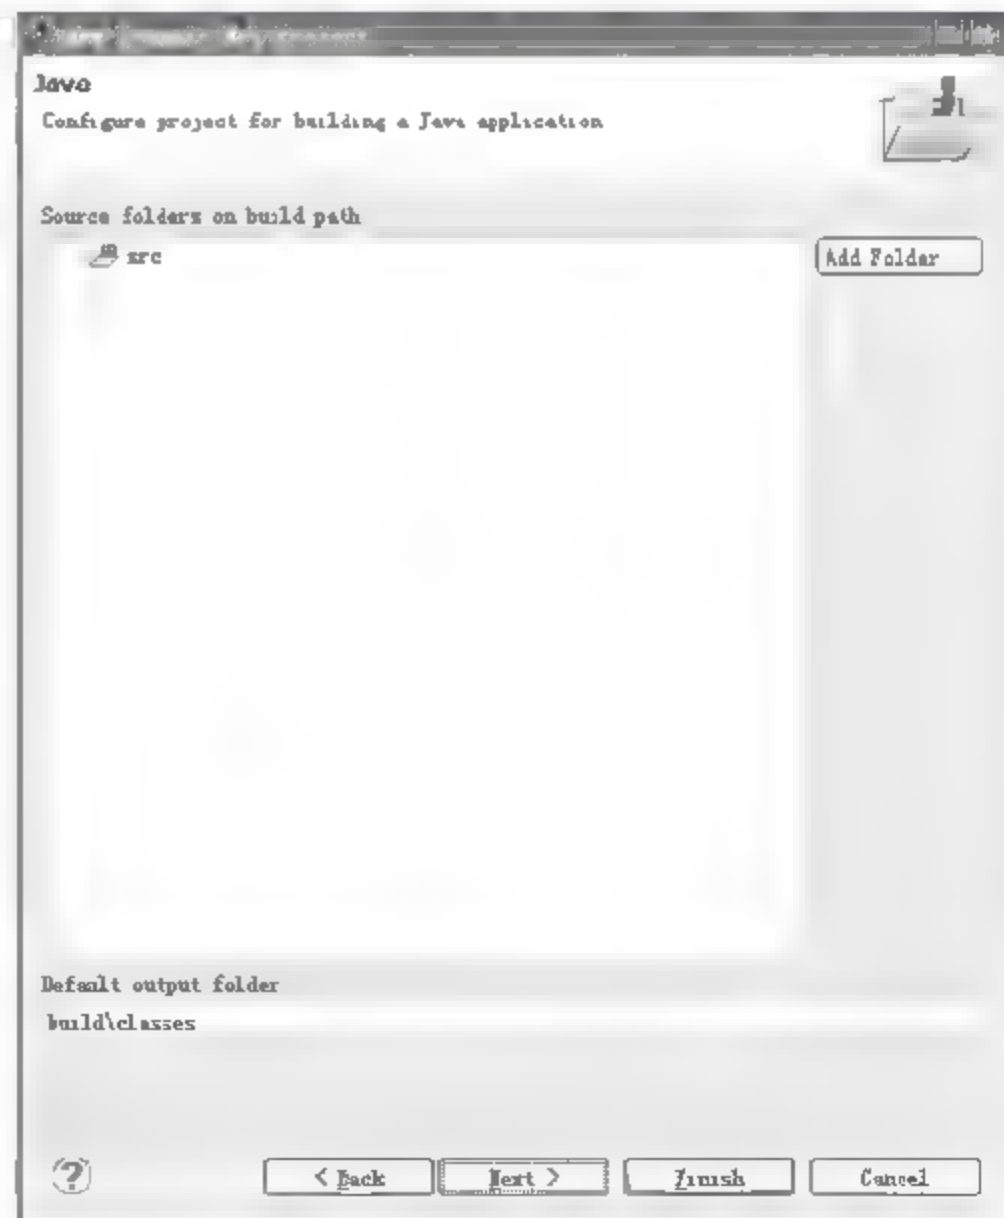 Java
Configure project for building a Java application
Source folders on build path
src
Add Folder
Default output folder
build\classes
< Back
Next >
Finish
Cancel